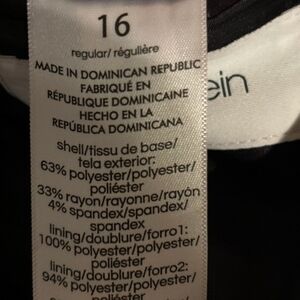 16
regular/ régulière
MADE IN DOMINICAN REPUBLIC
FABRIQUÉ EN
RÉPUBLIQUE DOMINICAINE
HECHO EN LA
REPÚBLICA DOMINICANA
shell/tissu de base/
tela exterior:
63% polyester/polyester/
poliéster
33% rayon/rayonne/rayón
4% spandex/spandex/
spandex
lining/doublure/forro1:
100% polyester/polyester/
poliéster
lining/doublure/forro2:
94% polyester/polyester/
poliéster
ein